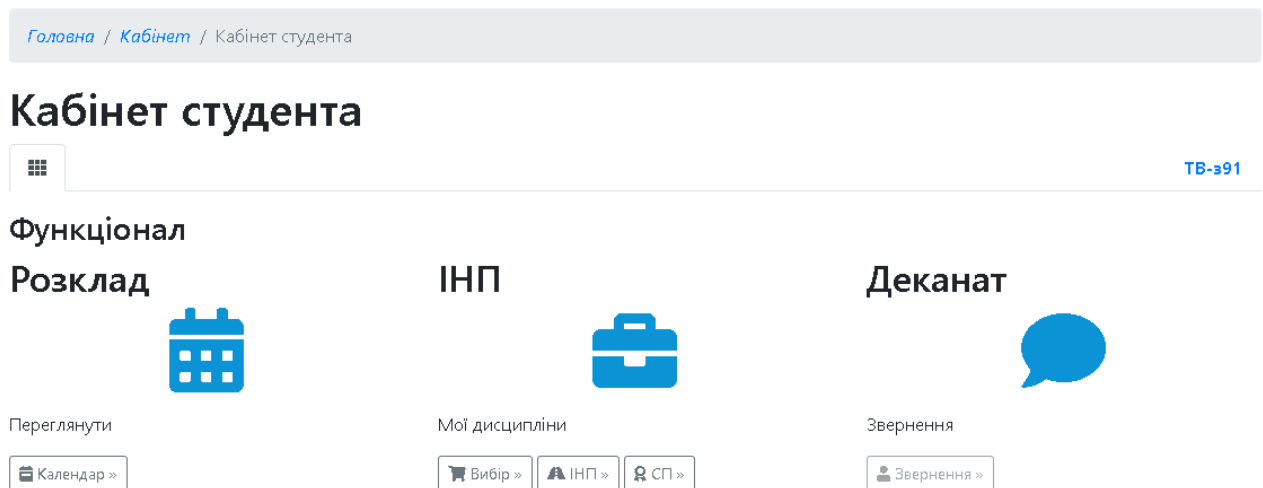 Головна / Кабінет / Кабінет студента
Кабінет студента
ТВ-з91
Функціонал
Розклад
ІНП
Деканат
Переглянути
Мої дисципліни
Звернення
Календар »
Вибір »
ІНП »
СП »
Звернення »